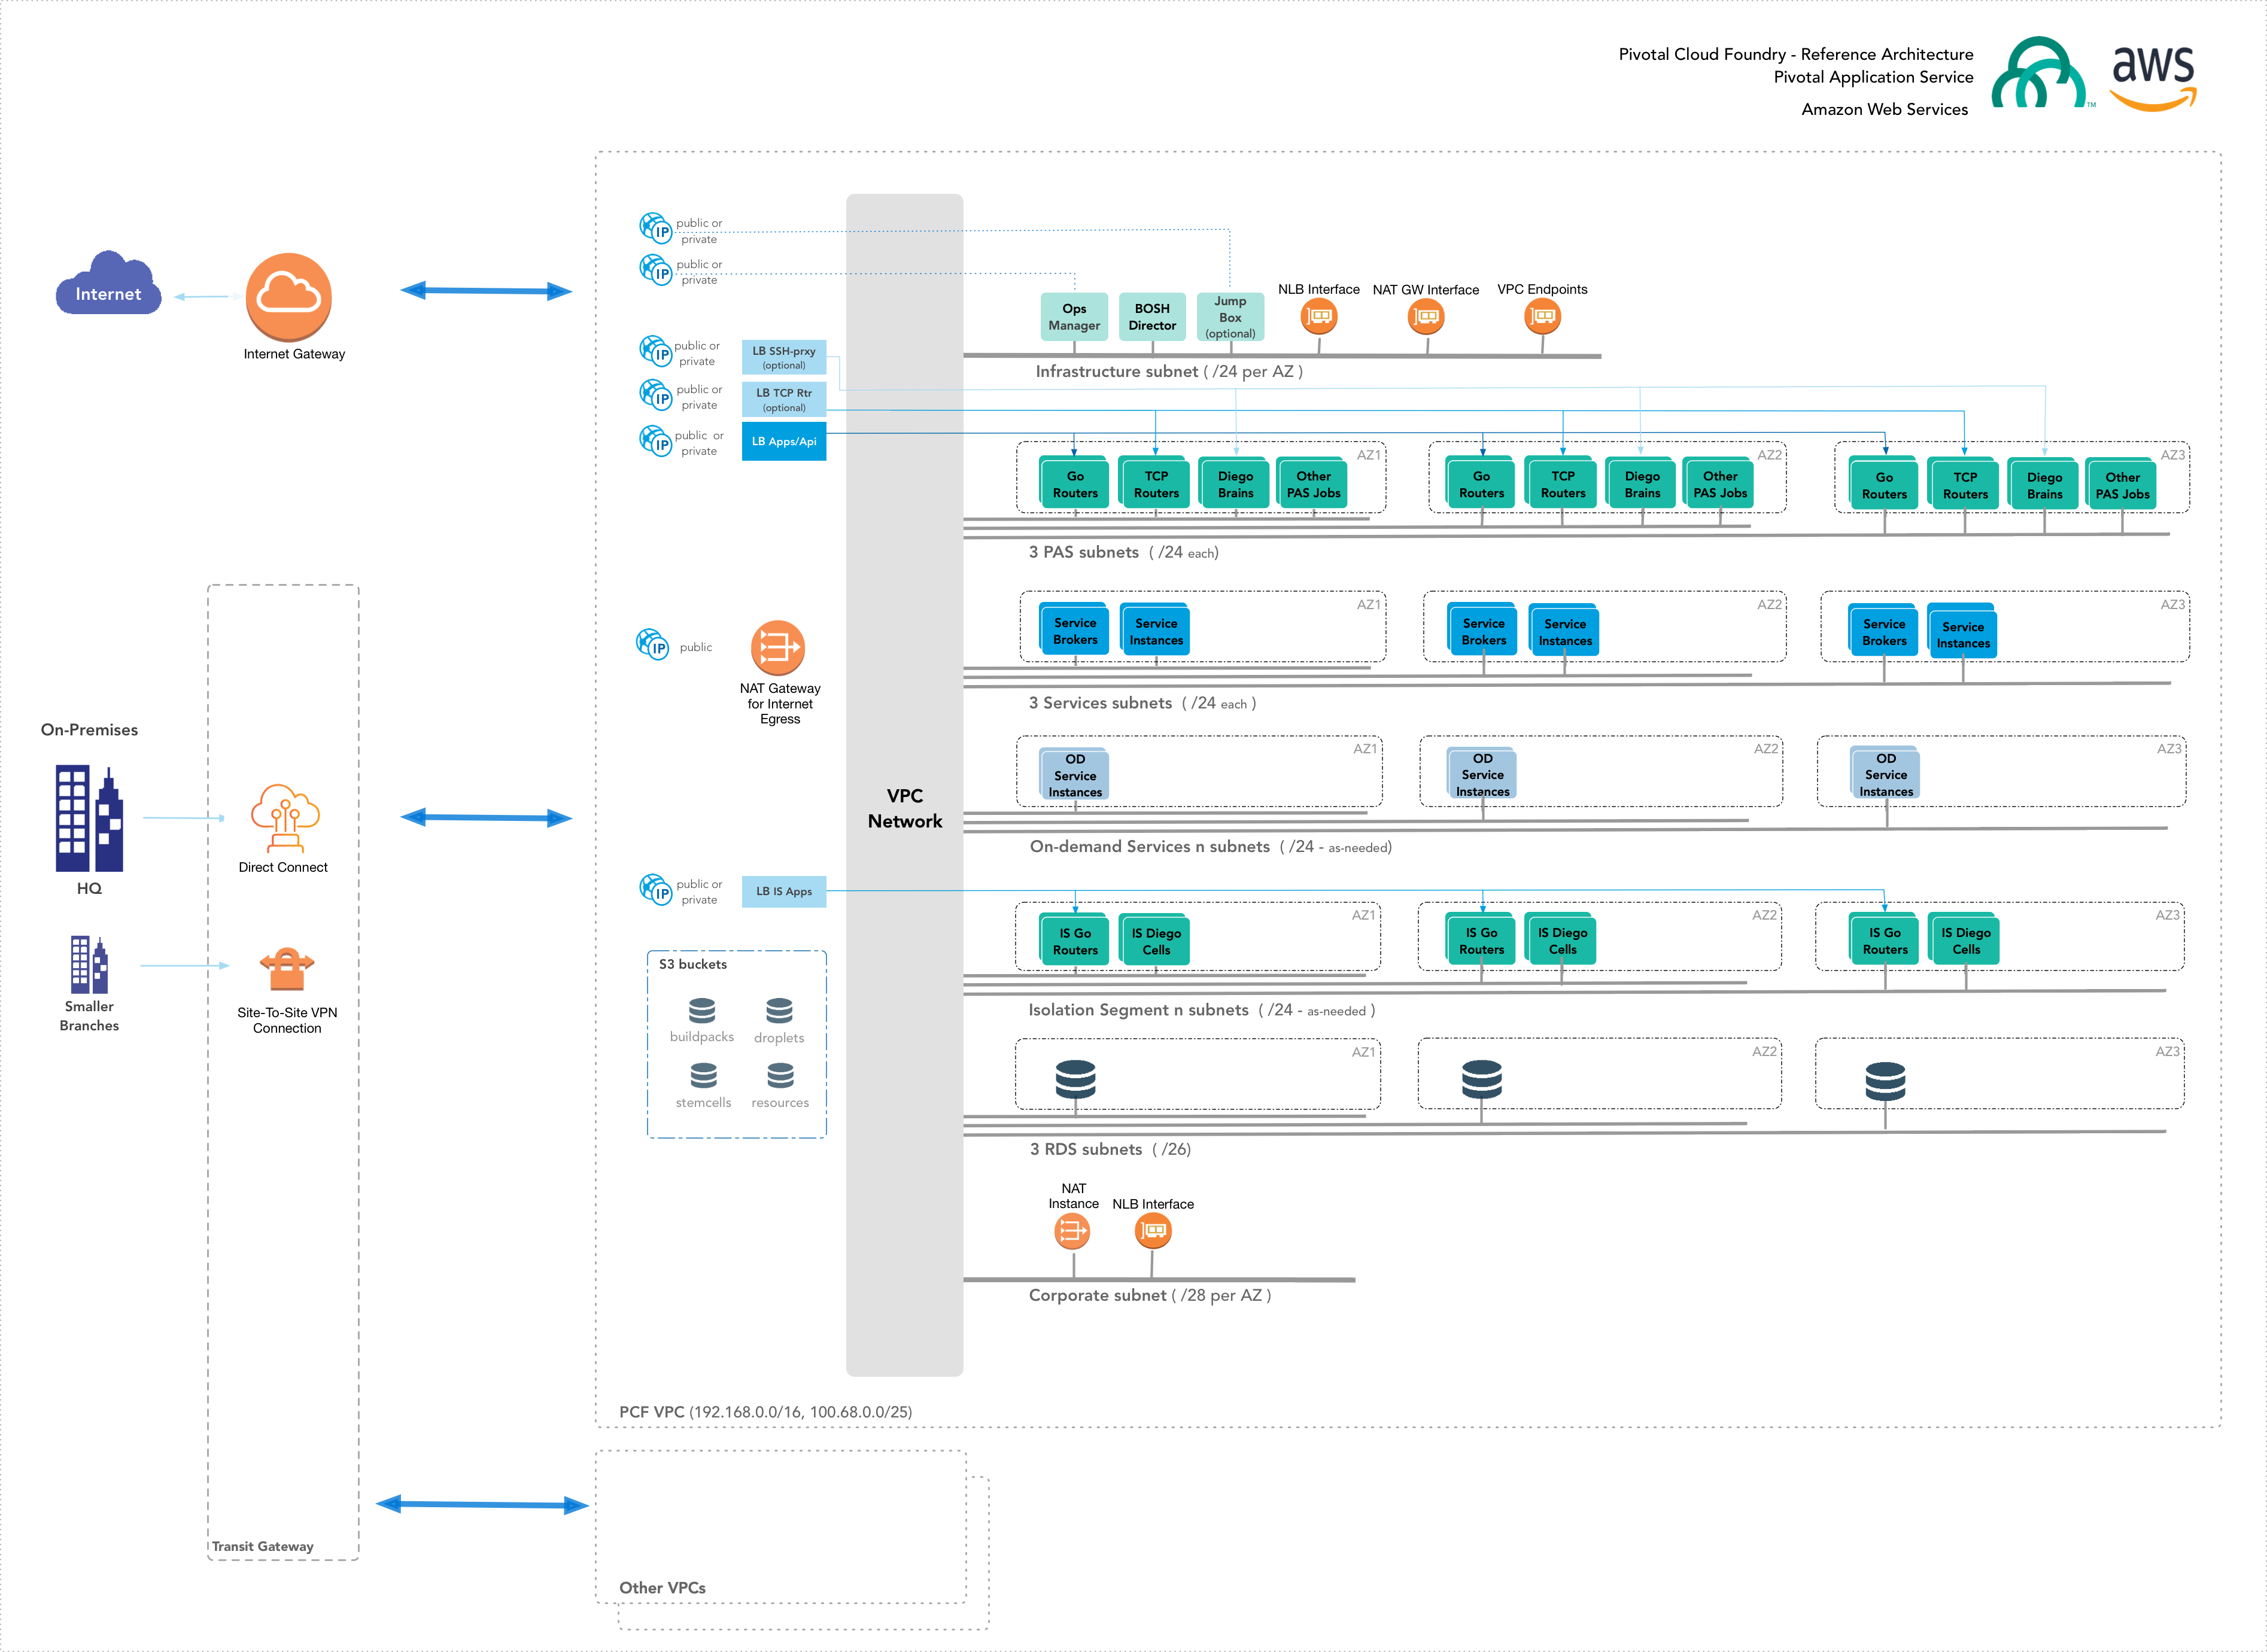 Pivotal Cloud Foundry - Reference Architecture
Pivotal Application Service
Amazon Web Services
TM
aws
Internet
Internet Gateway
IP
public or
private
IP
public or
private
Ops
Manager
BOSH
Director
Jump
Box
(optional)
NLB Interface
NAT GW Interface
VPC Endpoints
Infrastructure subnet ( /24 per AZ )
IP
public or
private
LB SSH-prxy
(optional)
IP
public or
private
LB TCP Rtr
(optional)
IP
public or
private
LB Apps/Api
AZ1
Go
Routers
TCP
Routers
Diego
Brains
Other
PAS Jobs
AZ2
Go
Routers
TCP
Routers
Diego
Brains
Other
PAS Jobs
AZ3
Go
Routers
TCP
Routers
Diego
Brains
Other
PAS Jobs
3 PAS subnets ( /24 each)
IP
public
NAT Gateway
for Internet
Egress
AZ1
Service
Brokers
Service
Instances
AZ2
Service
Brokers
Service
Instances
AZ3
Service
Brokers
Service
Instances
3 Services subnets ( /24 each )
On-Premises
HQ
Direct Connect
VPC
Network
AZ1
OD
Service
Instances
AZ2
OD
Service
Instances
AZ3
OD
Service
Instances
On-demand Services n subnets ( /24 - as-needed)
Smaller
Branches
Site-To-Site VPN
Connection
IP
public or
private
LB IS Apps
AZ1
IS Go
Routers
IS Diego
Cells
AZ2
IS Go
Routers
IS Diego
Cells
AZ3
IS Go
Routers
IS Diego
Cells
Isolation Segment n subnets ( /24 - as-needed )
S3 buckets
buildpacks
droplets
stemcells
resources
AZ1
AZ2
AZ3
3 RDS subnets ( /26)
NAT
Instance
NLB Interface
Corporate subnet ( /28 per AZ )
PCF VPC (192.168.0.0/16, 100.68.0.0/25)
Transit Gateway
Other VPCs